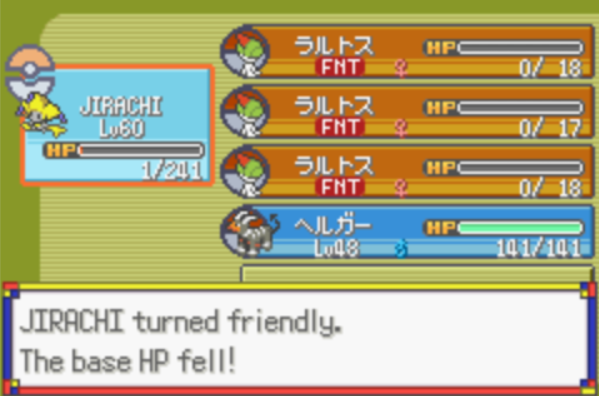 JIRACHI
Lv60
HP
1/241
ラルトス HP
FNT ♀ 0/ 18
ラルトス HP
FNT ♀ 0/ 17
ラルトス HP
FNT ♀ 0/ 18
ヘルガー HP
Lv48 ♂ 141/141
JIRACHI turned friendly.
The base HP fell!